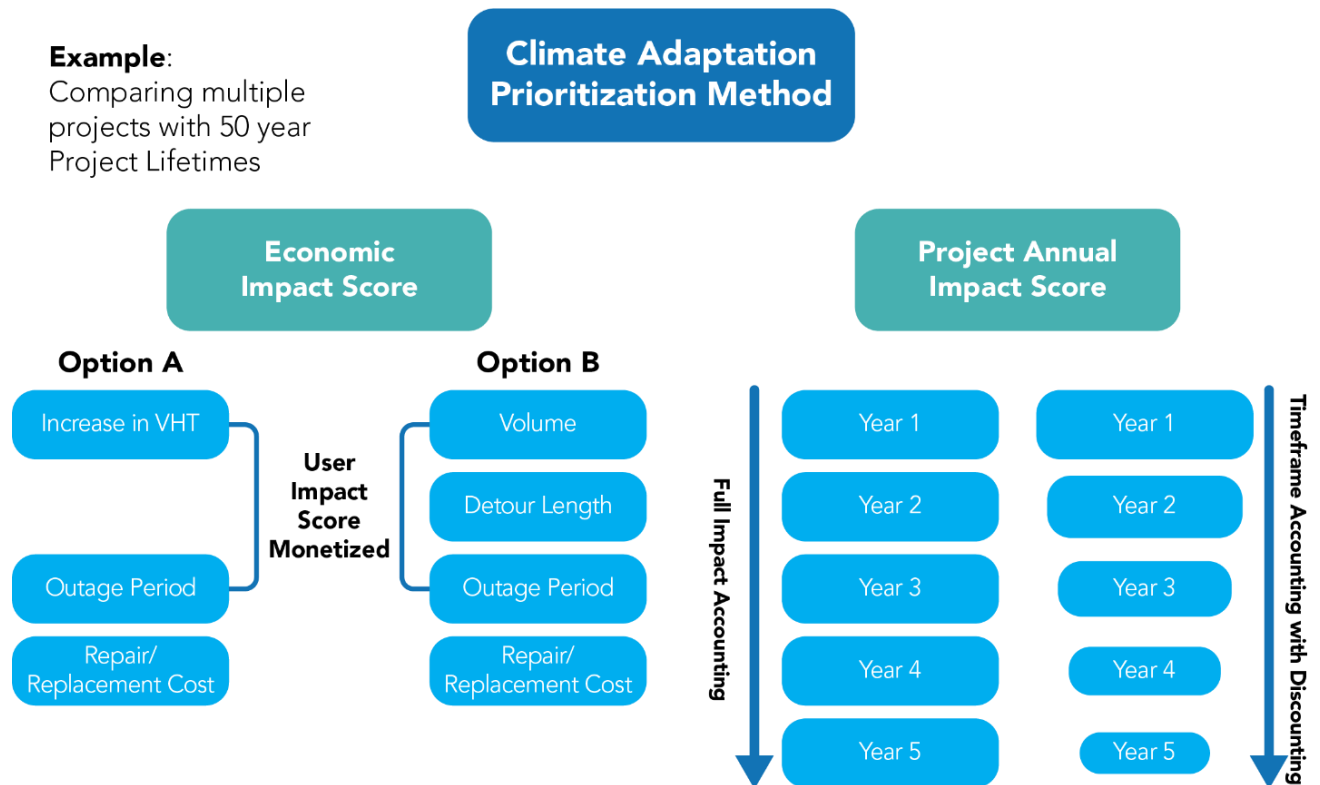 Example:
Comparing multiple
projects with 50 year
Project Lifetimes
Climate Adaptation
Prioritization Method
Economic
Impact Score
Project Annual
Impact Score
Option A
Increase in VHT
Outage Period
Repair/
Replacement Cost
User
Impact
Score
Monetized
Option B
Volume
Detour Length
Outage Period
Repair/
Replacement Cost
Full Impact Accounting
Year 1
Year 2
Year 3
Year 4
Year 5
Year 1
Year 2
Year 3
Year 4
Year 5
Timeframe Accounting with Discounting